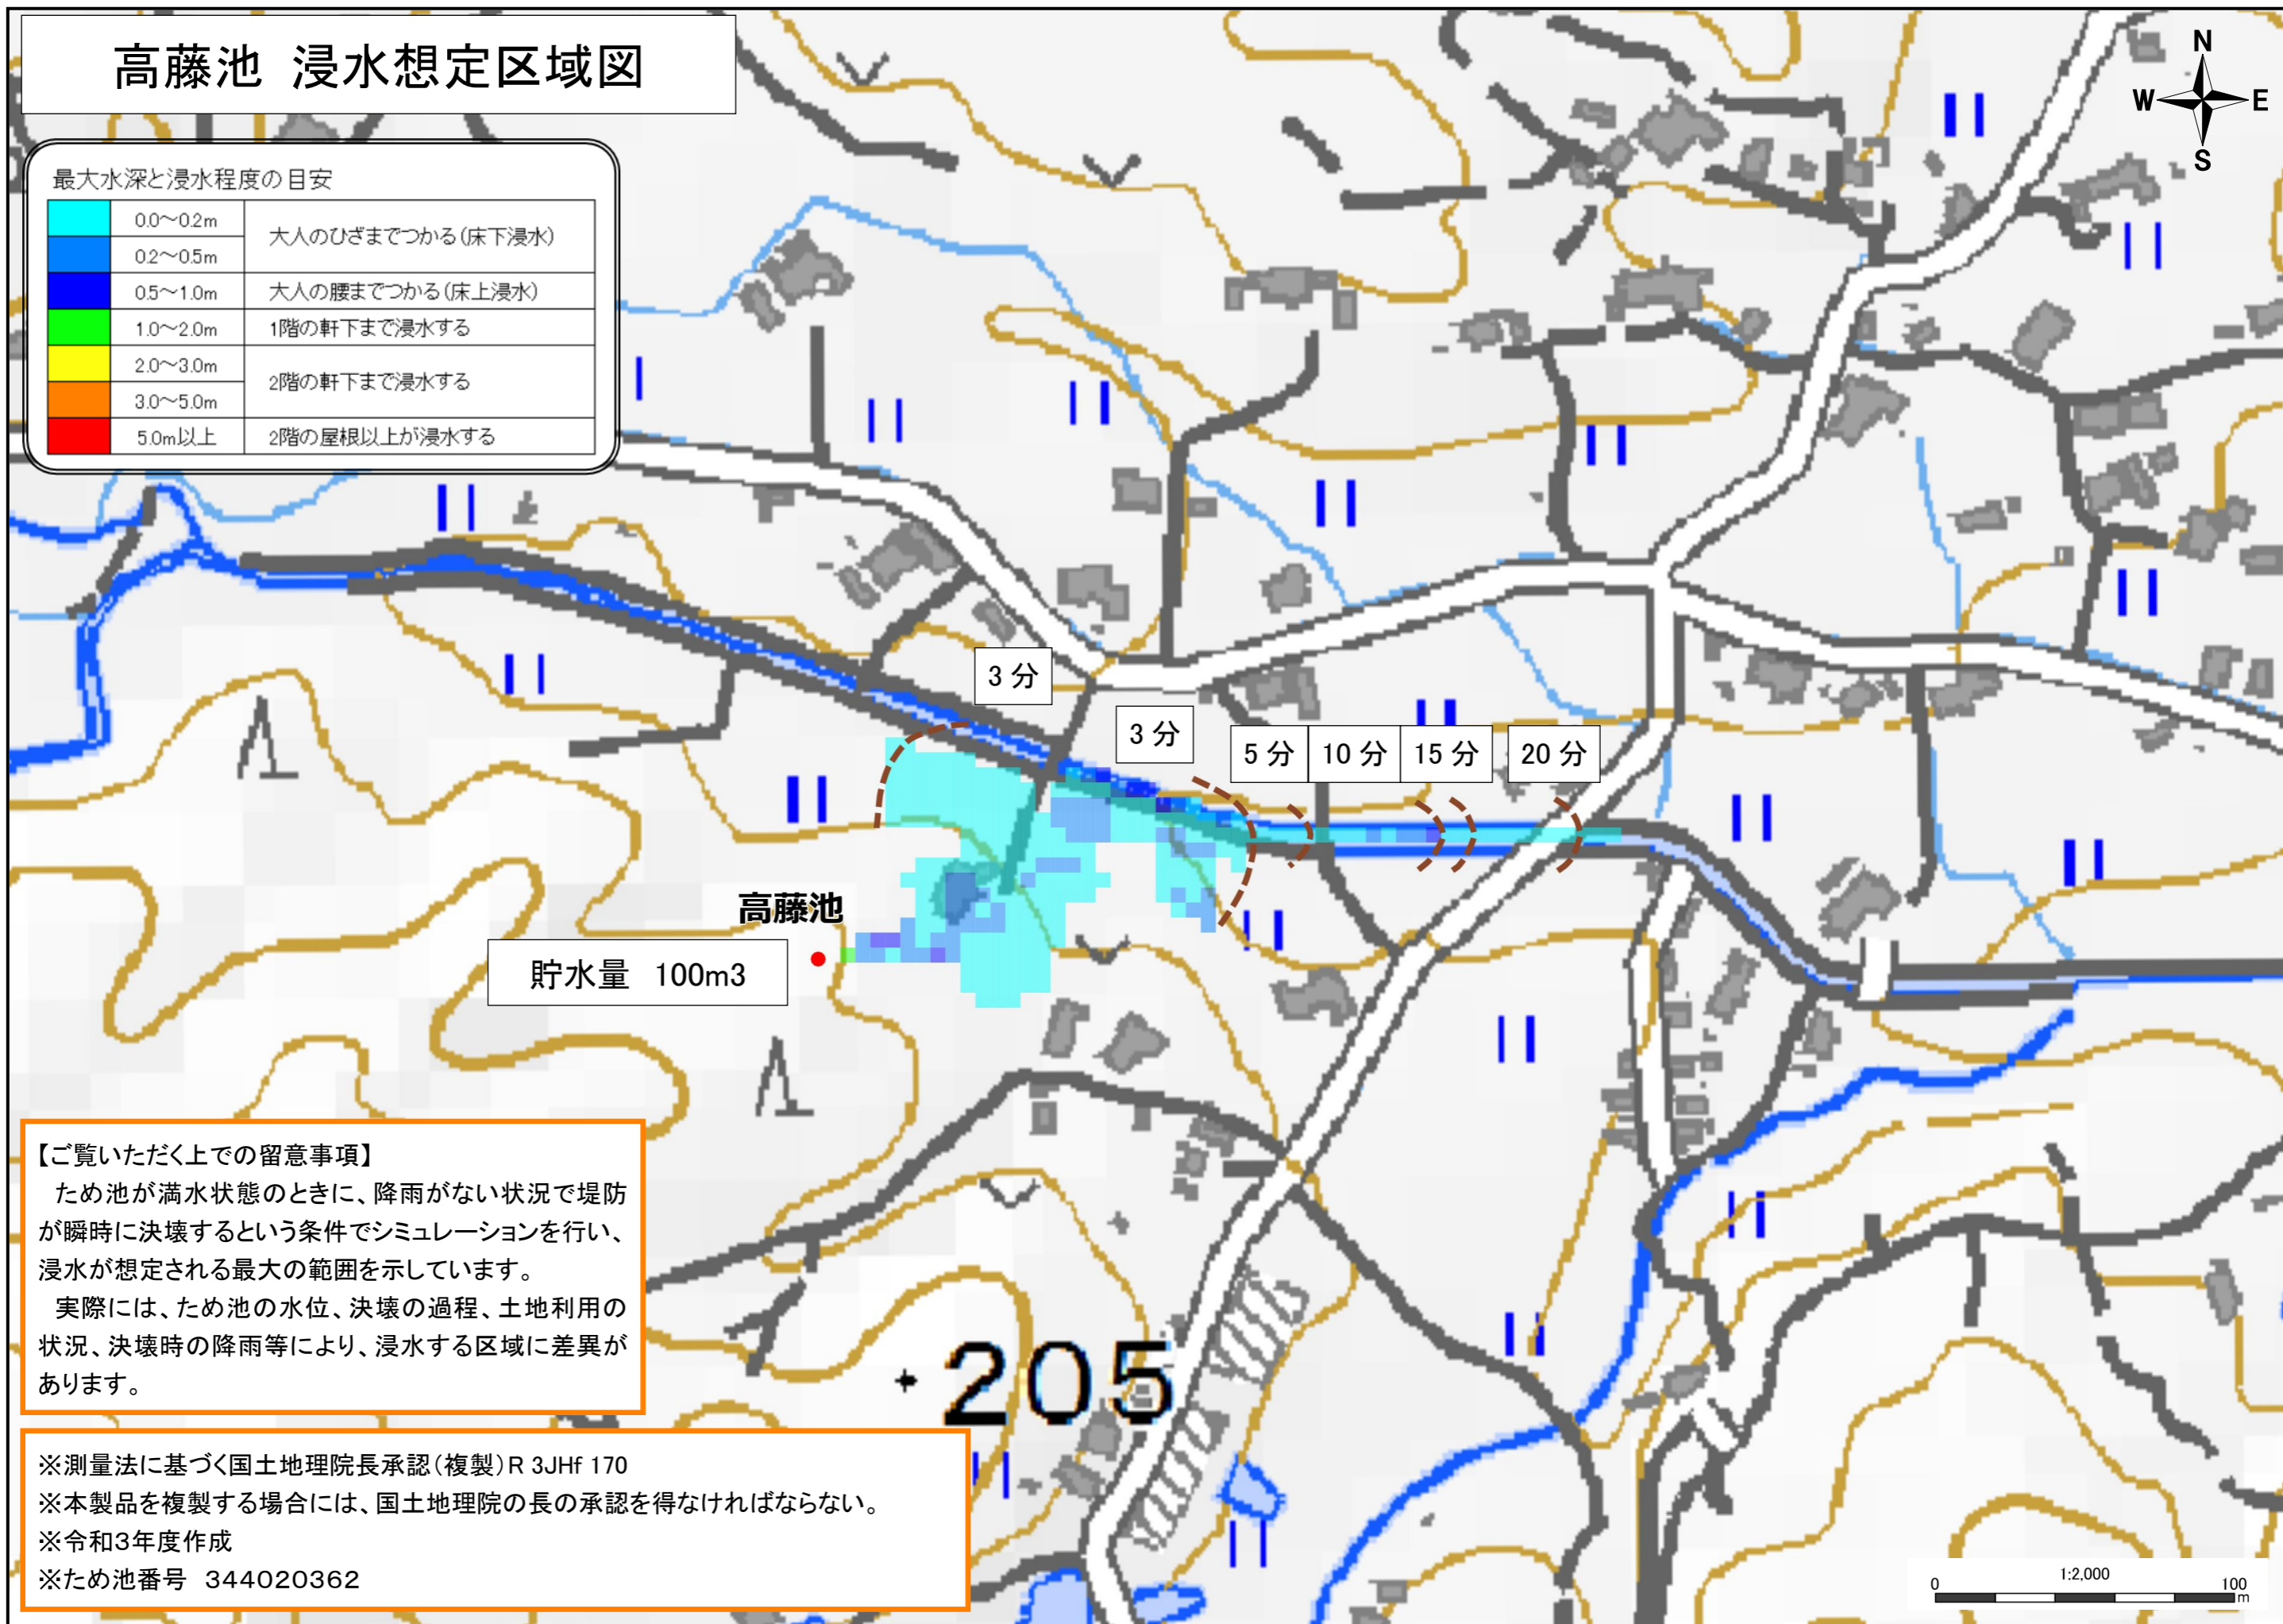 高藤池 浸水想定区域図
N
W
E
S
最大水深と浸水程度の目安
0.0～0.2m
大人のひざまでつかる(床下浸水)
0.2～0.5m
0.5～1.0m
大人の腰までつかる(床上浸水)
1.0～2.0m
1階の軒下まで浸水する
2.0～3.0m
2階の軒下まで浸水する
3.0～5.0m
5.0m以上
2階の屋根以上が浸水する
3 分
3 分
5 分
10 分
15 分
20 分
高藤池
貯水量 100m3
【ご覧いただく上での留意事項】
ため池が満水状態のときに、降雨がない状況で堤防
が瞬時に決壊するという条件でシミュレーションを行い、
浸水が想定される最大の範囲を示しています。
実際には、ため池の水位、決壊の過程、土地利用の
状況、決壊時の降雨等により、浸水する区域に差異が
あります。
205
※測量法に基づく国土地理院長承認(複製)R 3JHf 170
※本製品を複製する場合には、国土地理院の長の承認を得なければならない。
※令和3年度作成
※ため池番号 344020362
1:2,000
0
100
m